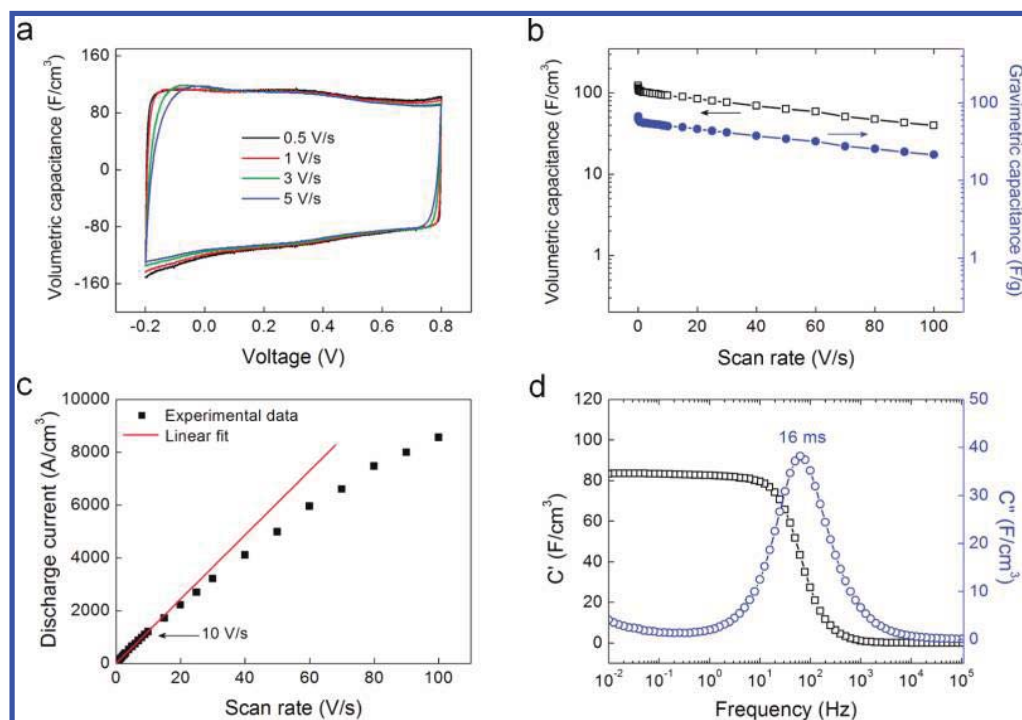 a
Volumetric capacitance (F/cm³)
160
80
0
-80
-160
0.5 V/s
1 V/s
3 V/s
5 V/s
-0.2 0.0 0.2 0.4 0.6 0.8
Voltage (V)
b
Volumetric capacitance (F/cm³)
100
10
1
100
10
1
Gravimetric capacitance (F/g)
0 20 40 60 80 100
Scan rate (V/s)
c
Discharge current (A/cm³)
10000
8000
6000
4000
2000
0
Experimental data
Linear fit
10 V/s
0 20 40 60 80 100
Scan rate (V/s)
d
C' (F/cm³)
120
100
80
60
40
20
0
16 ms
50
40
30
20
10
0
C" (F/cm³)
10⁻² 10⁻¹ 10⁰ 10¹ 10² 10³ 10⁴ 10⁵
Frequency (Hz)